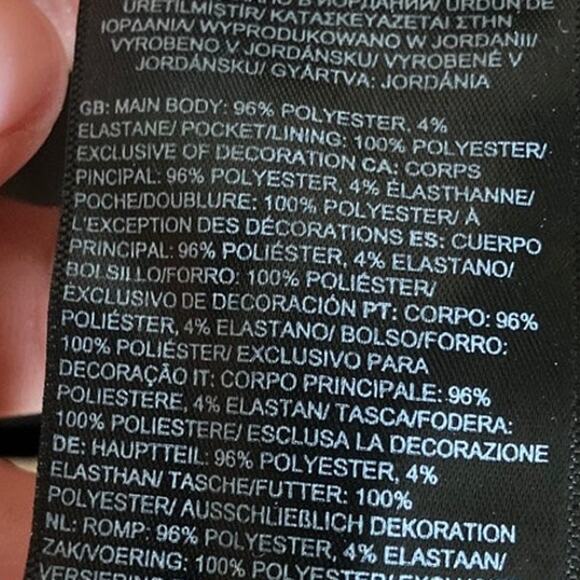 ÜRETİLMİŞTİR/ ΚΑΤΑΣΚΕΥΑΖΕΤΑΙ ΣΤΗΝ
ΙΟΡΔΑΝΙΑ/ WYPRODUKOWANO W JORDANII/
VYROBENO V JORDÁNSKU/ VYROBENÉ V
JORDÁNSKU/ GYÁRTVA: JORDÁNIA
GB: MAIN BODY: 96% POLYESTER, 4%
ELASTANE/ POCKET/LINING: 100% POLYESTER/
EXCLUSIVE OF DECORATION CA: CORPS
PINCIPAL: 96% POLYESTER, 4% ÉLASTHANNE/
POCHE/DOUBLURE: 100% POLYESTER/ À
L'EXCEPTION DES DÉCORATIONS ES: CUERPO
PRINCIPAL: 96% POLIÉSTER, 4% ELASTANO/
BOLSILLO/FORRO: 100% POLIÉSTER/
EXCLUSIVO DE DECORACIÓN PT: CORPO: 96%
POLIÉSTER, 4% ELASTANO/ BOLSO/FORRO:
100% POLIÉSTER/ EXCLUSIVO PARA
DECORAÇÃO IT: CORPO PRINCIPALE: 96%
POLIESTERE, 4% ELASTAN/ TASCA/FODERA:
100% POLIESTERE/ ESCLUSA LA DECORAZIONE
DE: HAUPTTEIL: 96% POLYESTER, 4%
ELASTHAN/ TASCHE/FUTTER: 100%
POLYESTER/ AUSSCHLIEßLICH DEKORATION
NL: ROMP: 96% POLYESTER, 4% ELASTAAN/
ZAK/VOERING: 100% POLYESTER/